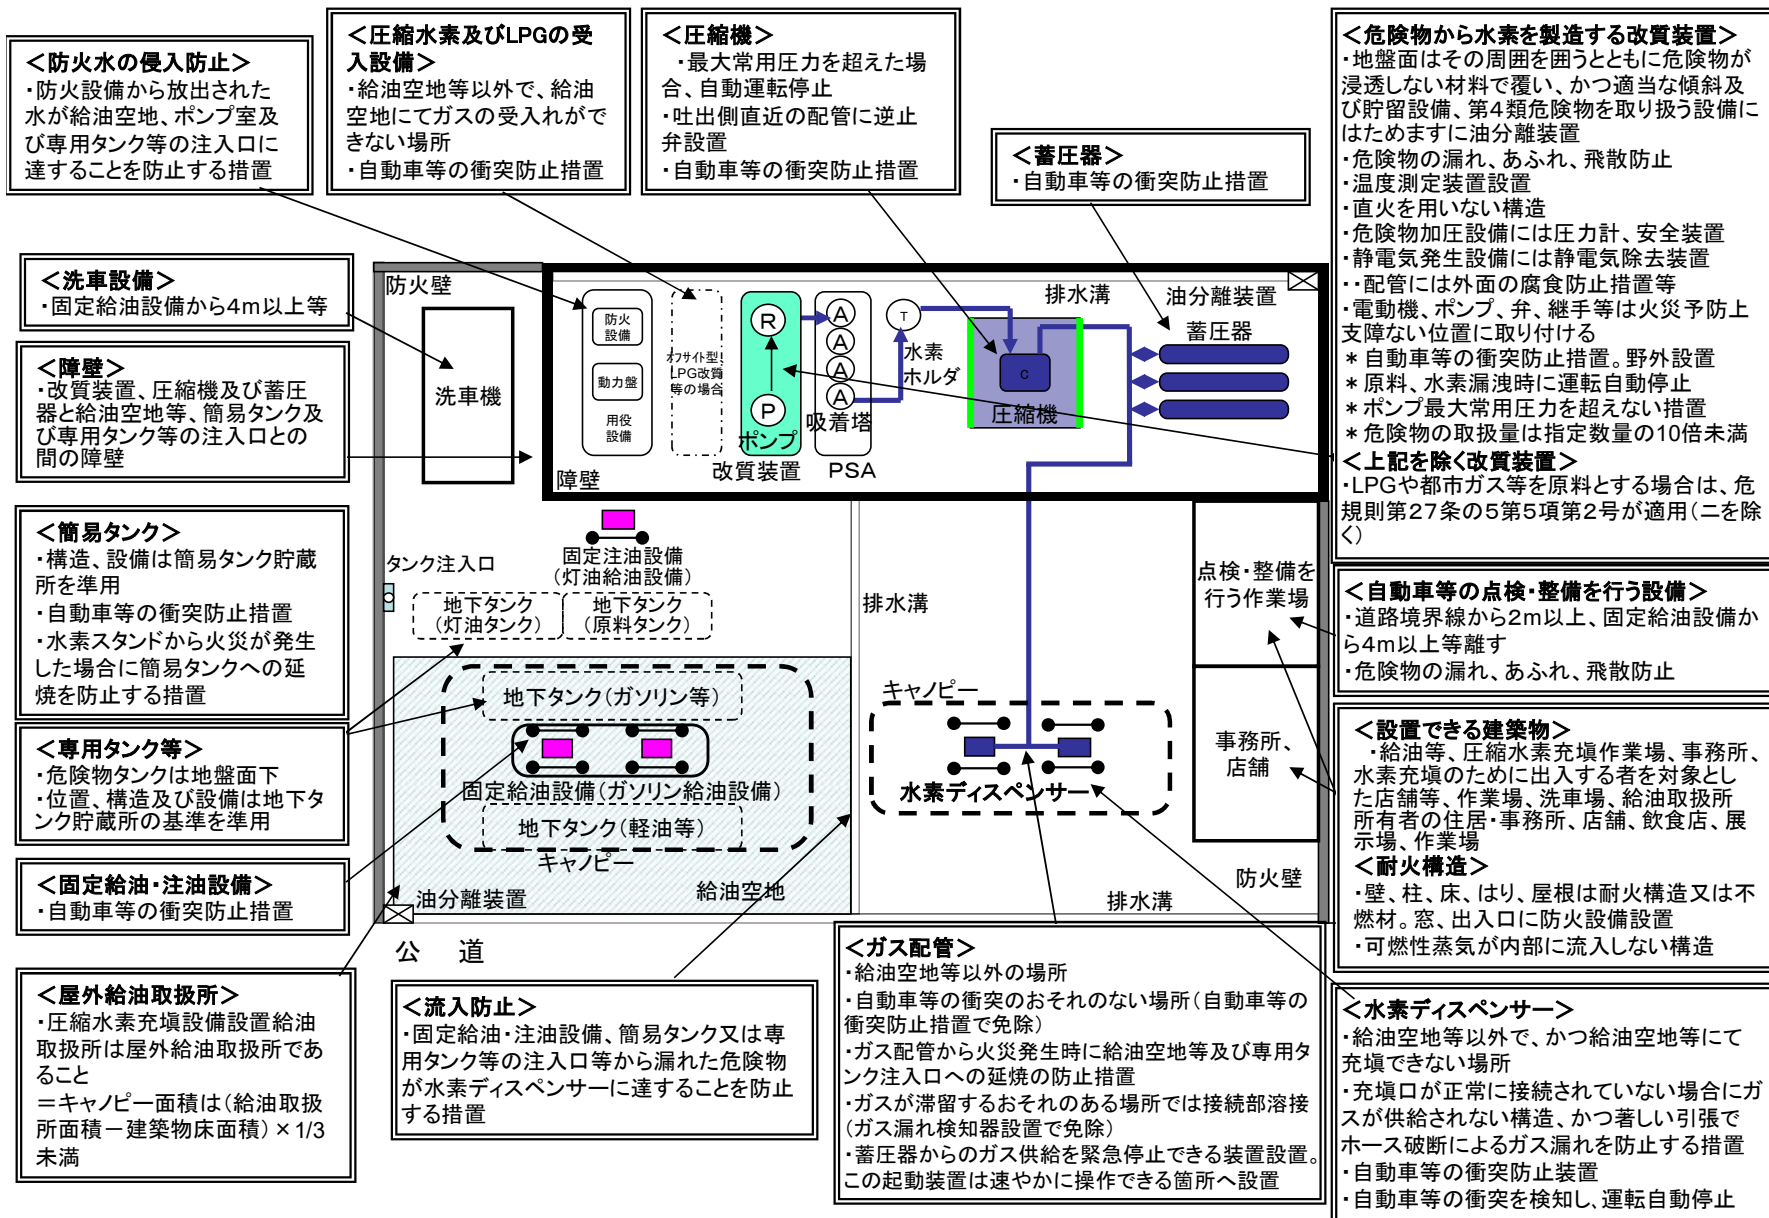 ＜防火水の侵入防止＞
・防火設備から放出された
水が給油空地、ポンプ室及
び専用タンク等の注入口に
達することを防止する措置
＜圧縮水素及びLPGの受
入設備＞
・給油空地等以外で、給油
空地にてガスの受入れがで
きない場所
・自動車等の衝突防止措置
＜圧縮機＞
・最大常用圧力を超えた場
合、自動運転停止
・吐出側直近の配管に逆止
弁設置
・自動車等の衝突防止措置
＜蓄圧器＞
・自動車等の衝突防止措置
＜危険物から水素を製造する改質装置＞
・地盤面はその周囲を囲うとともに危険物が
浸透しない材料で覆い、かつ適当な傾斜及
び貯留設備、第４類危険物を取り扱う設備に
はためますに油分離装置
・危険物の漏れ、あふれ、飛散防止
・温度測定装置設置
・直火を用いない構造
・危険物加圧設備には圧力計、安全装置
・静電気発生設備には静電気除去装置
・・配管には外面の腐食防止措置等
・電動機、ポンプ、弁、継手等は火災予防上
支障ない位置に取り付ける
＊自動車等の衝突防止措置。野外設置
＊原料、水素漏洩時に運転自動停止
＊ポンプ最大常用圧力を超えない措置
＊危険物の取扱量は指定数量の10倍未満
＜上記を除く改質装置＞
・LPGや都市ガス等を原料とする場合は、危
規則第２７条の５第５項第２号が適用（ニを除
く）
＜洗車設備＞
・固定給油設備から4m以上等
＜障壁＞
・改質装置、圧縮機及び蓄圧
器と給油空地等、簡易タンク及
び専用タンク等の注入口との
間の障壁
＜簡易タンク＞
・構造、設備は簡易タンク貯蔵
所を準用
・自動車等の衝突防止措置
・水素スタンドから火災が発生
した場合に簡易タンクへの延
焼を防止する措置
＜専用タンク等＞
・危険物タンクは地盤面下
・位置、構造及び設備は地下タ
ンク貯蔵所の基準を準用
＜固定給油・注油設備＞
・自動車等の衝突防止措置
＜屋外給油取扱所＞
・圧縮水素充塡設備設置給油
取扱所は屋外給油取扱所であ
ること
＝キャノピー面積は（給油取扱
所面積－建築物床面積）×1/3
未満
防火壁
洗車機
防火
設備
動力盤
用役
設備
オフサイト型、
LPG改質
等の場合
R
P
ポンプ
改質装置
A
A
A
A
吸着塔
PSA
T
水素
ホルダ
C
圧縮機
排水溝
油分離装置
蓄圧器
障壁
タンク注入口
固定注油設備
（灯油給油設備）
地下タンク
（灯油タンク）
地下タンク
（原料タンク）
排水溝
地下タンク（ガソリン等）
固定給油設備（ガソリン給油設備）
地下タンク（軽油等）
キャノピー
油分離装置
給油空地
キャノピー
水素ディスペンサー
点検・整備を
行う作業場
事務所、
店舗
防火壁
排水溝
公　道
＜自動車等の点検・整備を行う設備＞
・道路境界線から2m以上、固定給油設備か
ら4m以上等離す
・危険物の漏れ、あふれ、飛散防止
＜設置できる建築物＞
・給油等、圧縮水素充塡作業場、事務所、
水素充塡のために出入する者を対象とし
た店舗等、作業場、洗車場、給油取扱所
所有者の住居・事務所、店舗、飲食店、展
示場、作業場
＜耐火構造＞
・壁、柱、床、はり、屋根は耐火構造又は不
燃材。窓、出入口に防火設備設置
・可燃性蒸気が内部に流入しない構造
＜流入防止＞
・固定給油・注油設備、簡易タンク又は専
用タンク等の注入口等から漏れた危険物
が水素ディスペンサーに達することを防止
する措置
＜ガス配管＞
・給油空地等以外の場所
・自動車等の衝突のおそれのない場所（自動車等の
衝突防止措置で免除）
・ガス配管から火災発生時に給油空地等及び専用タ
ンク注入口への延焼の防止措置
・ガスが滞留するおそれのある場所では接続部溶接
（ガス漏れ検知器設置で免除）
・蓄圧器からのガス供給を緊急停止できる装置設置。
この起動装置は速やかに操作できる箇所へ設置
＜水素ディスペンサー＞
・給油空地等以外で、かつ給油空地等にて
充塡できない場所
・充塡口が正常に接続されていない場合にガ
スが供給されない構造、かつ著しい引張で
ホース破断によるガス漏れを防止する措置
・自動車等の衝突防止装置
・自動車等の衝突を検知し、運転自動停止